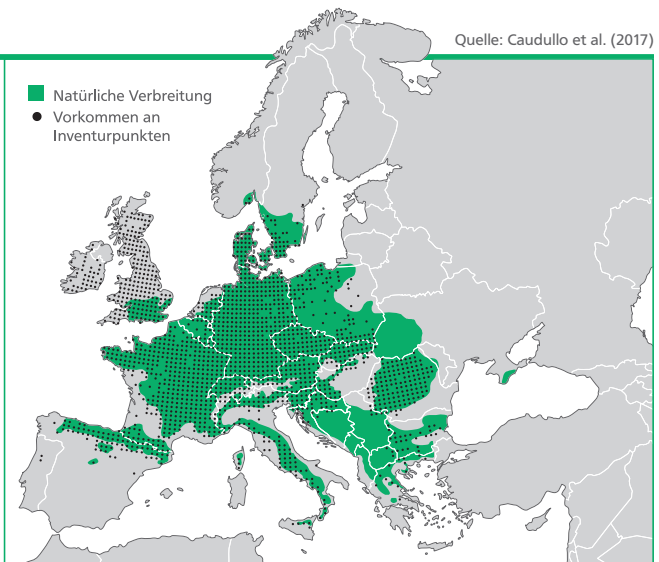 Quelle: Caudullo et al. (2017)
Natürliche Verbreitung
Vorkommen an
Inventurpunkten